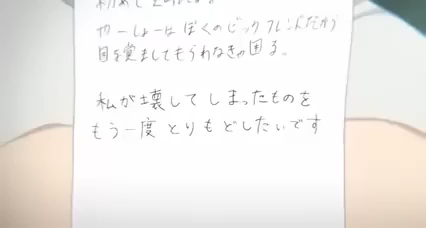 やーしょーは ぼくのビックフレンドだから
目を覚ましてもらわなきゃ困る。
私が壊してしまったものを
もう一度とりもどしたいです